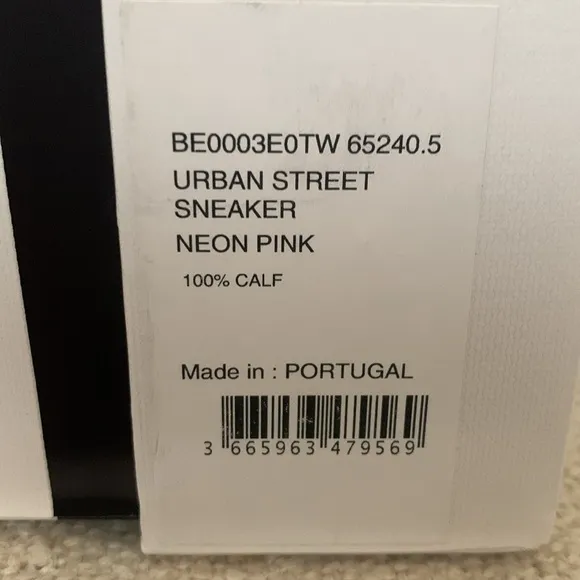 BE0003E0TW 65240.5
URBAN STREET
SNEAKER
NEON PINK
100% CALF
Made in : PORTUGAL
3 665963 479569